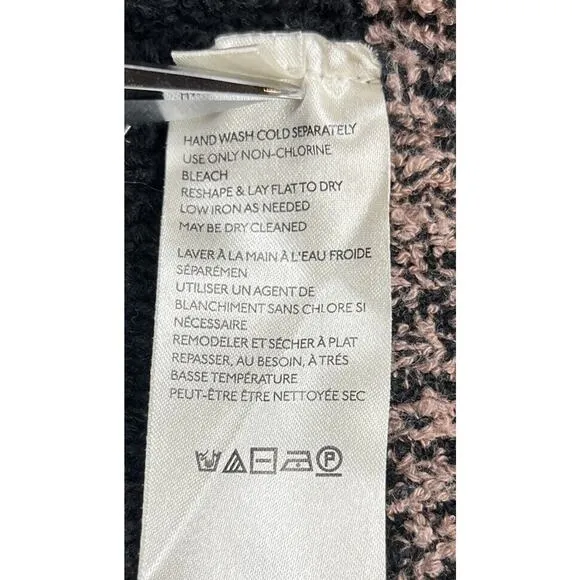 HAND WASH COLD SEPARATELY
USE ONLY NON-CHLORINE
BLEACH
RESHAPE & LAY FLAT TO DRY
LOW IRON AS NEEDED
MAY BE DRY CLEANED
LAVER À LA MAIN À L'EAU FROIDE
SÉPARÉMEN
UTILISER UN AGENT DE
BLANCHIMENT SANS CHLORE SI
NÉCESSAIRE
REMODELER ET SÉCHER À PLAT
REPASSER, AU BESOIN, À TRÉS
BASSE TEMPÉRATURE
PEUT-ÊTRE ÊTRE NETTOYÉE SEC
P